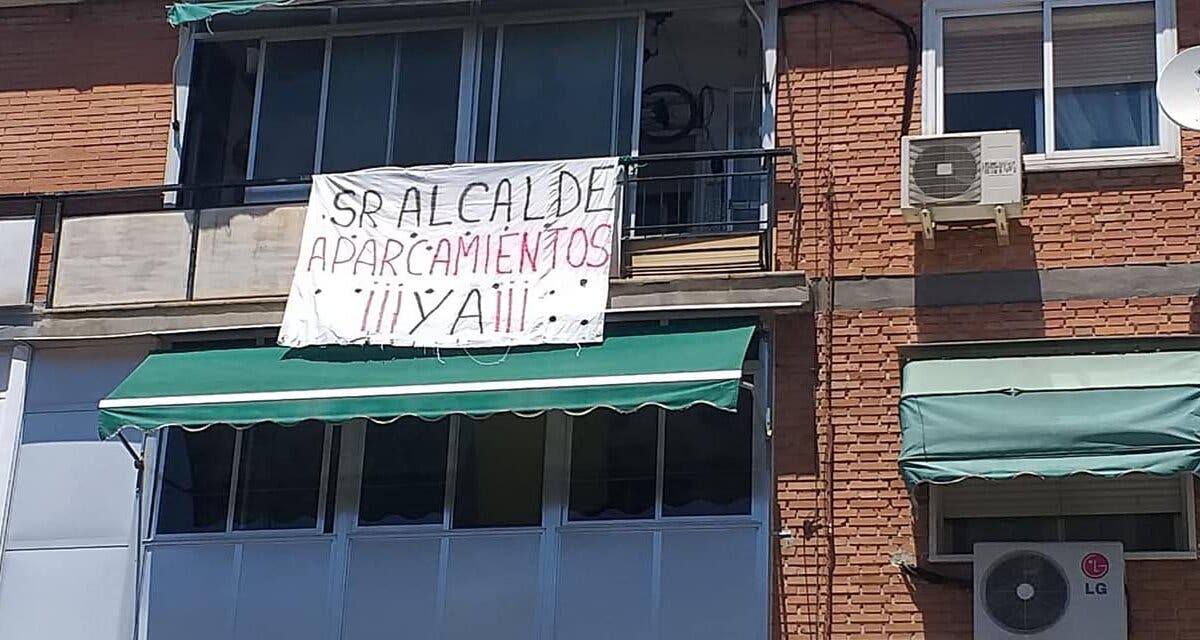 SR ALCALDE
APARCAMIENTOS
¡¡¡YA!!!
LG